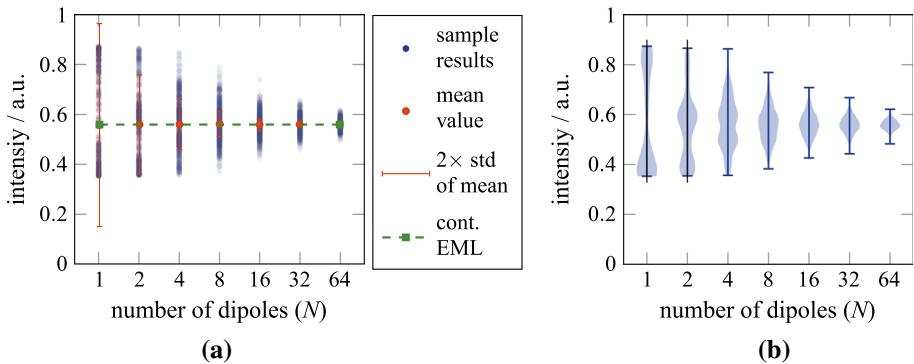 1
0.8
0.6
0.4
0.2
0
intensiy / a.u.
1 2 4 8 16 32 64
number of dipoles (N)
(a)
sample
results
mean
value
2× std
of mean
cont.
EML
1
0.8
0.6
0.4
0.2
0
intensiy / a.u.
1 2 4 8 16 32 64
number of dipoles (N)
(b)